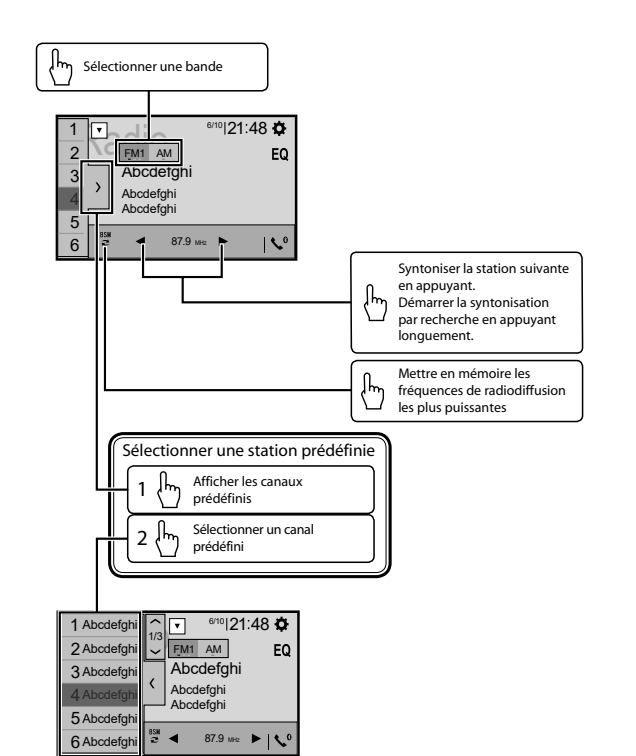 Sélectionner une bande
1
2
3
4
5
6
Radio
6/10|21:48
FM1 AM
EQ
Abcdefghi
Abcdefghi
Abcdefghi
BSM
87.9 MHz
0
Syntoniser la station suivante
en appuyant.
Démarrer la syntonisation
par recherche en appuyant
longuement.
Mettre en mémoire les
fréquences de radiodiffusion
les plus puissantes
Sélectionner une station prédéfinie
1 Afficher les canaux
prédéfinis
2 Sélectionner un canal
prédéfini
1 Abcdefghi
2 Abcdefghi
3 Abcdefghi
4 Abcdefghi
5 Abcdefghi
6 Abcdefghi
1/3
6/10|21:48
FM1 AM
EQ
Abcdefghi
Abcdefghi
Abcdefghi
BSM
87.9 MHz
0